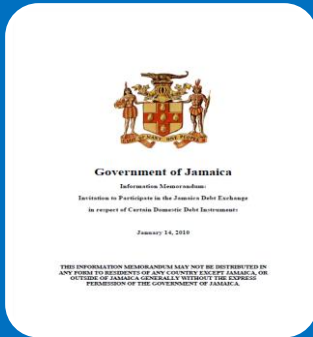 Government of Jamaica
Information Memorandum:
Invitation to Participate in the Jamaica Debt Exchange
in respect of Certain Domestic Debt Instruments
January 14, 2010
THIS INFORMATION MEMORANDUM MAY NOT BE DISTRIBUTED IN
ANY FORM TO RESIDENTS OF ANY COUNTRY EXCEPT JAMAICA, OR
OUTSIDE OF JAMAICA GENERALLY WITHOUT THE EXPRESS
PERMISSION OF THE GOVERNMENT OF JAMAICA.